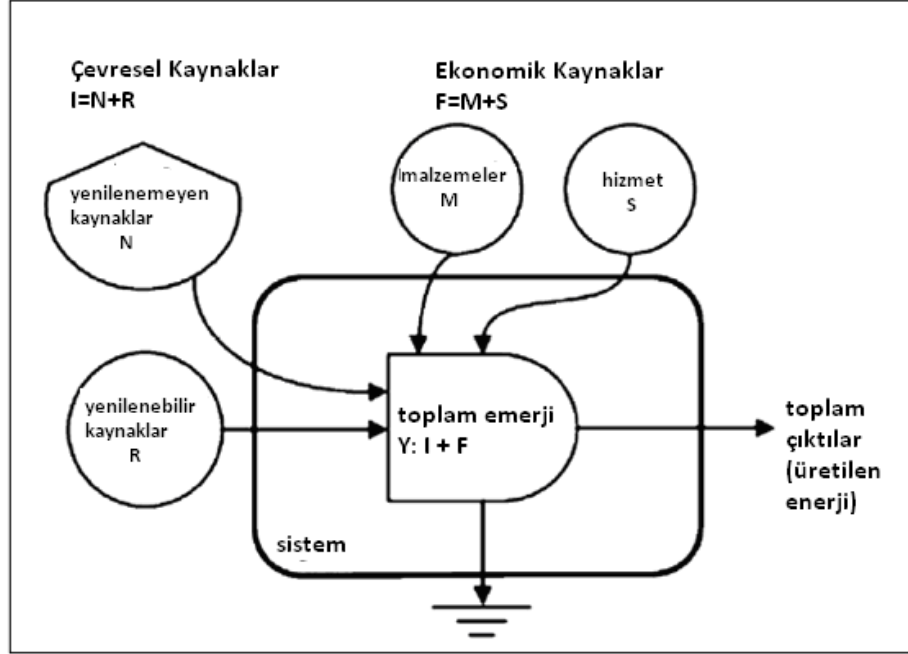 Çevresel Kaynaklar
I=N+R
Ekonomik Kaynaklar
F=M+S
yenilenemeyen
kaynaklar
N
malzemeler
M
hizmet
S
yenilenebilir
kaynaklar
R
toplam emerji
Y: I + F
toplam
çıktılar
(üretilen
enerji)
sistem